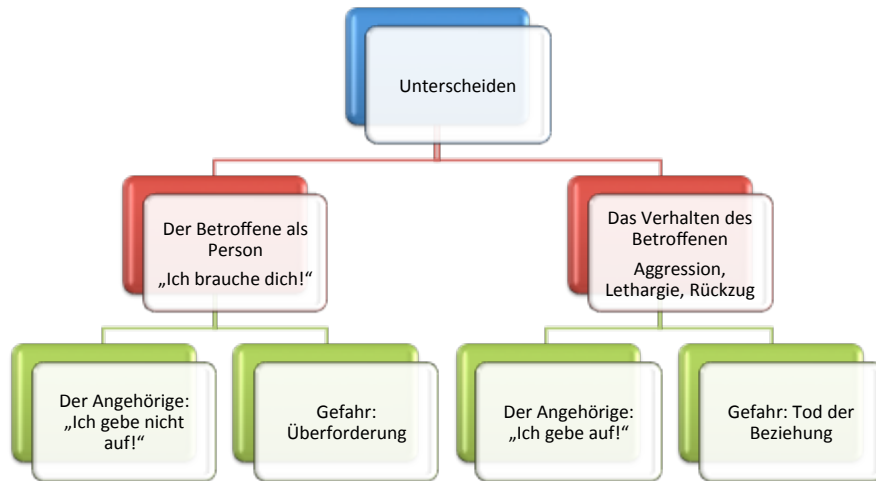 Unterscheiden
Der Betroffene als
Person
„Ich brauche dich!“
Das Verhalten des
Betroffenen
Aggression,
Lethargie, Rückzug
Der Angehörige:
„Ich gebe nicht
auf!“
Gefahr:
Überforderung
Der Angehörige:
„Ich gebe auf!“
Gefahr: Tod der
Beziehung